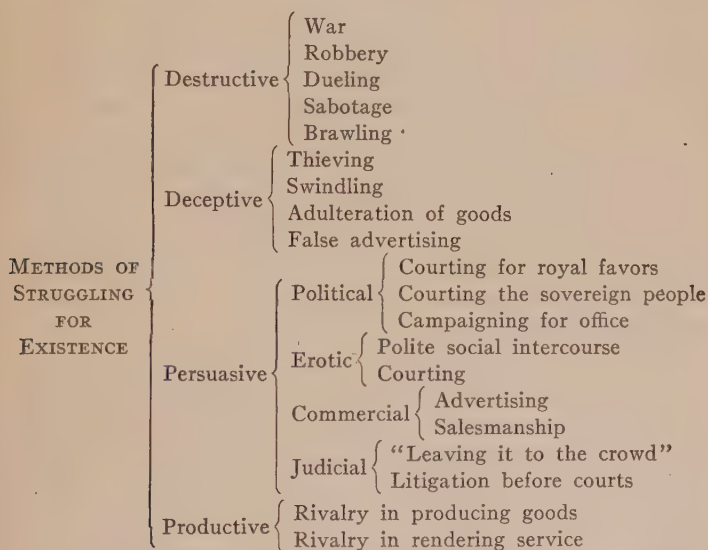 METHODS OF
STRUGGLING
FOR
EXISTENCE
Destructive
War
Robbery
Dueling
Sabotage
Brawling
Deceptive
Thieving
Swindling
Adulteration of goods
False advertising
Persuasive
Political
Courting for royal favors
Courting the sovereign people
Campaigning for office
Erotic
Polite social intercourse
Courting
Commercial
Advertising
Salesmanship
Judicial
“Leaving it to the crowd”
Litigation before courts
Productive
Rivalry in producing goods
Rivalry in rendering service